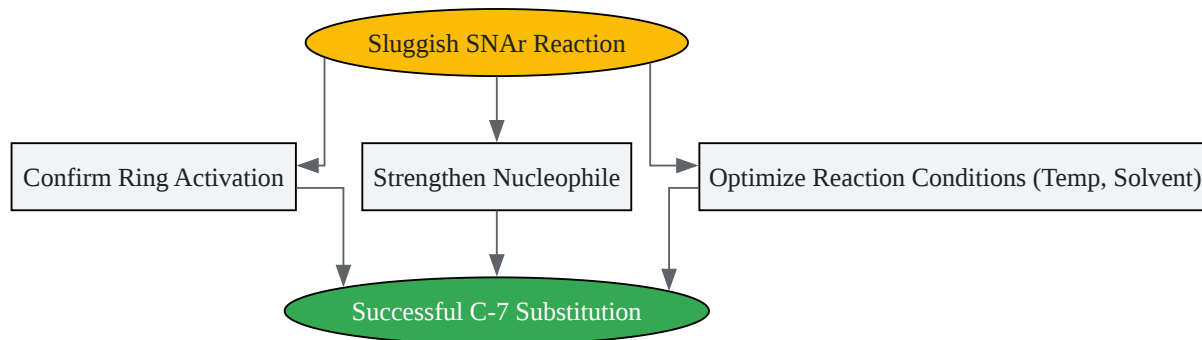 Sluggish SNAr Reaction
Confirm Ring Activation
Strengthen Nucleophile
Optimize Reaction Conditions (Temp, Solvent)
Successful C-7 Substitution